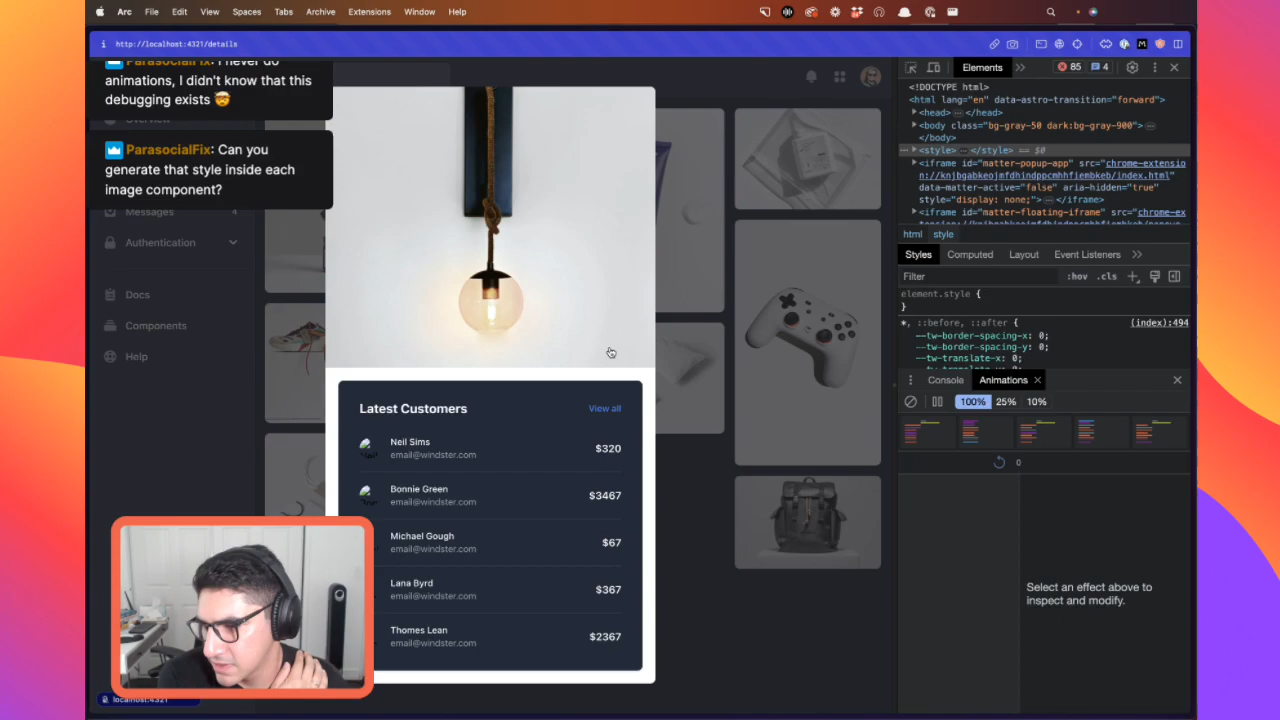 Arc File Edit View Spaces Tabs Archive Extensions Window Help
http://localhost:4321/details
ParasocialFix: I never do
animations, I didn't know that this
debugging exists 🤯
ParasocialFix: Can you
generate that style inside each
image component?
Overview
Messages 4
Authentication
Docs
Components
Help
Latest Customers View all
Neil Sims
email@windster.com
$320
Bonnie Green
email@windster.com
$3467
Michael Gough
email@windster.com
$67
Lana Byrd
email@windster.com
$367
Thomes Lean
email@windster.com
$2367
localhost:4321
Elements » 85 4
<!DOCTYPE html>
<html lang="en" data-astro-transition="forward">
<head> … </head>
<body class="bg-gray-50 dark:bg-gray-900"> …
</body>
… <style> … </style> == $0
<iframe id="matter-popup-app" src="chrome-extension
://knjbgabkeojmfdhindppcmhhfiembkeb/index.html"
data-matter-active="false" aria-hidden="true"
style="display: none;"> … </iframe>
<iframe id="matter-floating-iframe" src="chrome-ex
html style
Styles Computed Layout Event Listeners »
Filter :hov .cls
element.style {
}
*, ::before, ::after { (index):494
--tw-border-spacing-x: 0;
--tw-border-spacing-y: 0;
--tw-translate-x: 0;
Console Animations
100% 25% 10%
0
Select an effect above to
inspect and modify.